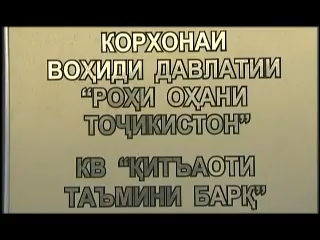 КОРХОНАИ
ВОҲИДИ ДАВЛАТИИ
“РОҲИ ОҲАНИ
ТОҶИКИСТОН”
КВ “ҚИТЪАОТИ
ТАЪМИНИ БАРҚ”